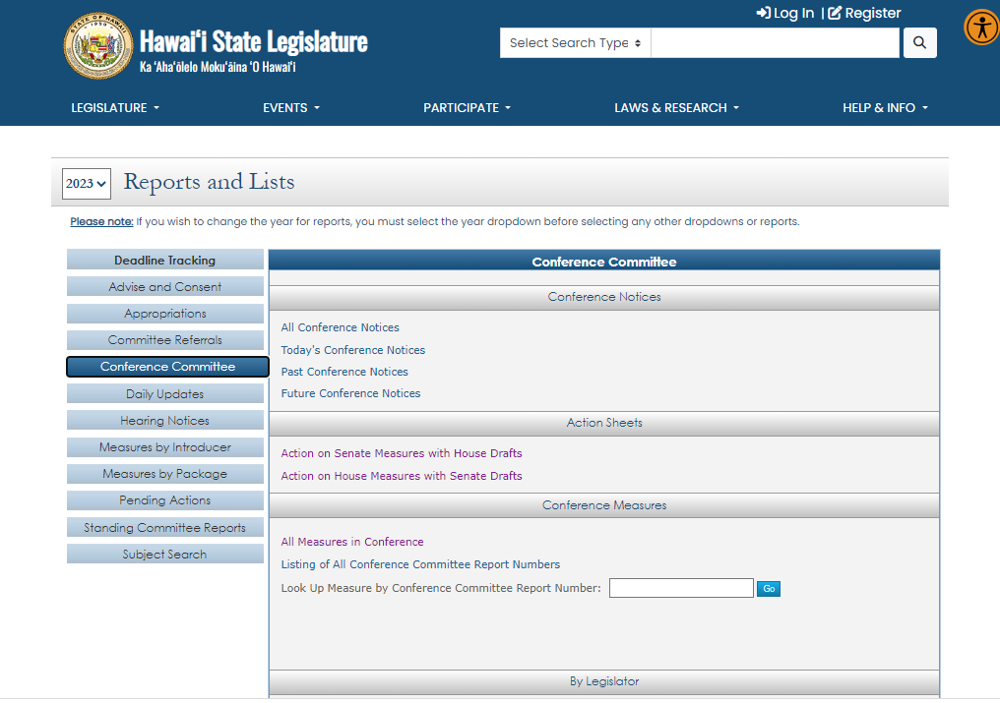 Log In | Register
STATE OF HAWAII
1959
Hawaiʻi State Legislature
Ka ʻAhaʻōlelo Mokuʻāina ʻO Hawaiʻi
Select Search Type
LEGISLATURE EVENTS PARTICIPATE LAWS & RESEARCH HELP & INFO
2023 Reports and Lists
Please note: If you wish to change the year for reports, you must select the year dropdown before selecting any other dropdowns or reports.
Deadline Tracking
Advise and Consent
Appropriations
Committee Referrals
Conference Committee
Daily Updates
Hearing Notices
Measures by Introducer
Measures by Package
Pending Actions
Standing Committee Reports
Subject Search
Conference Committee
Conference Notices
All Conference Notices
Today's Conference Notices
Past Conference Notices
Future Conference Notices
Action Sheets
Action on Senate Measures with House Drafts
Action on House Measures with Senate Drafts
Conference Measures
All Measures in Conference
Listing of All Conference Committee Report Numbers
Look Up Measure by Conference Committee Report Number: Go
By Legislator